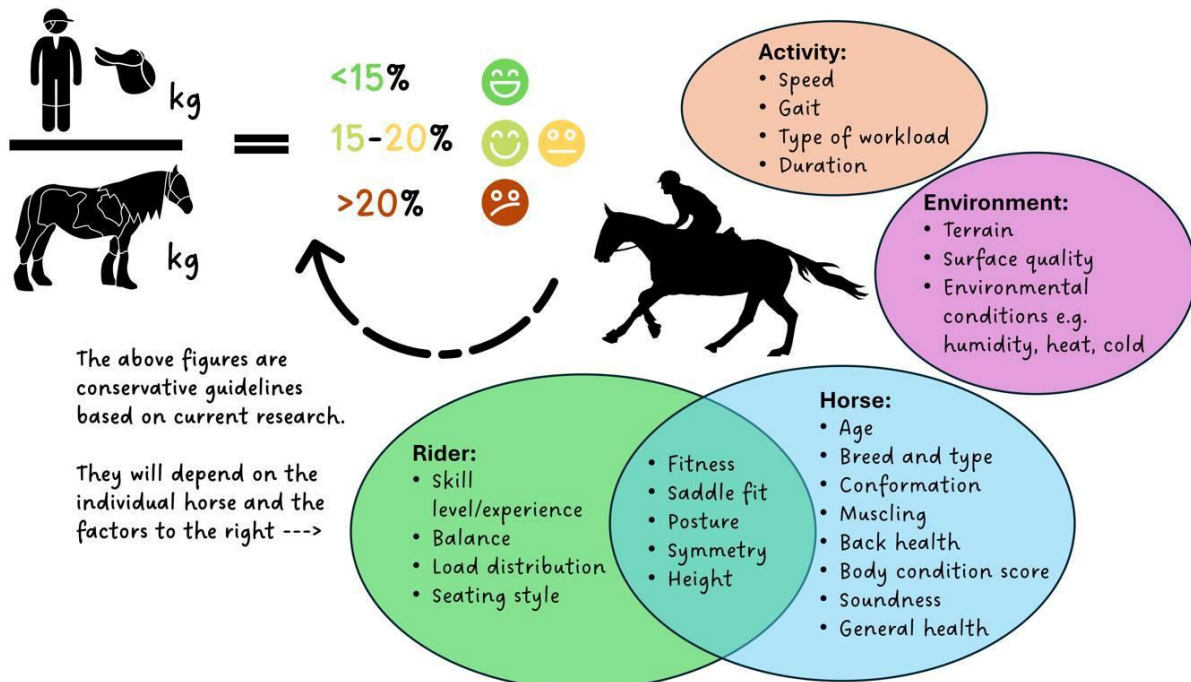 kg
kg
=
<15%
15-20%
>20%
The above figures are
conservative guidelines
based on current research.
They will depend on the
individual horse and the
factors to the right --->
Activity:
• Speed
• Gait
• Type of workload
• Duration
Environment:
• Terrain
• Surface quality
• Environmental
conditions e.g.
humidity, heat, cold
Rider:
• Skill
level/experience
• Balance
• Load distribution
• Seating style
• Fitness
• Saddle fit
• Posture
• Symmetry
• Height
Horse:
• Age
• Breed and type
• Conformation
• Muscling
• Back health
• Body condition score
• Soundness
• General health